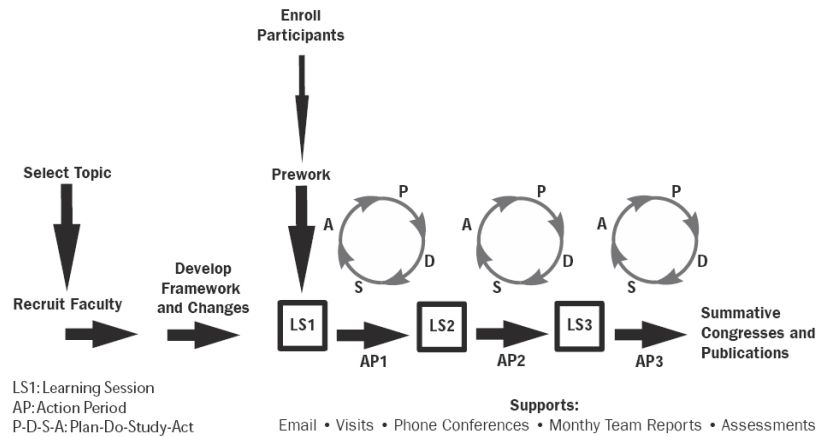 Enroll
Participants
Select Topic
Prework
P
A
D
S
P
A
D
S
P
A
D
S
Recruit Faculty
Develop
Framework
and Changes
LS1
LS2
LS3
AP1
AP2
AP3
Summative
Congresses and
Publications
LS1: Learning Session
AP: Action Period
P-D-S-A: Plan-Do-Study-Act
Supports:
Email • Visits • Phone Conferences • Monthy Team Reports • Assessments